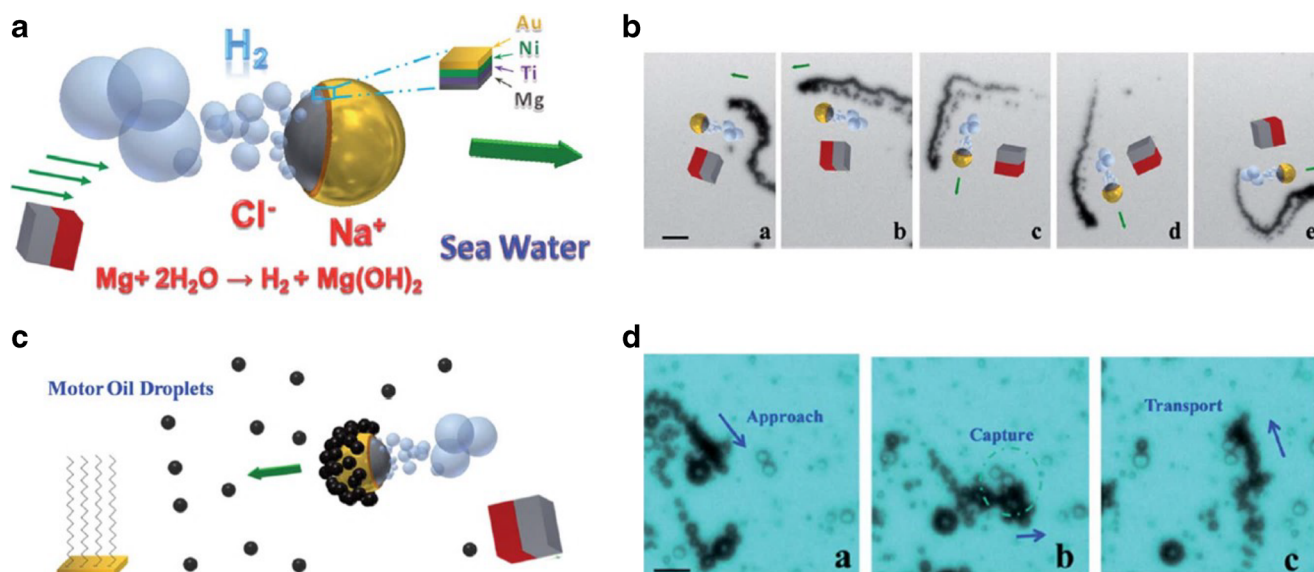 a
H₂
Au
Ni
Ti
Mg
Cl⁻
Na⁺
Sea Water
Mg+ 2H₂O → H₂ + Mg(OH)₂
b
a
b
c
d
e
c
Motor Oil Droplets
d
Approach
a
Capture
b
Transport
c